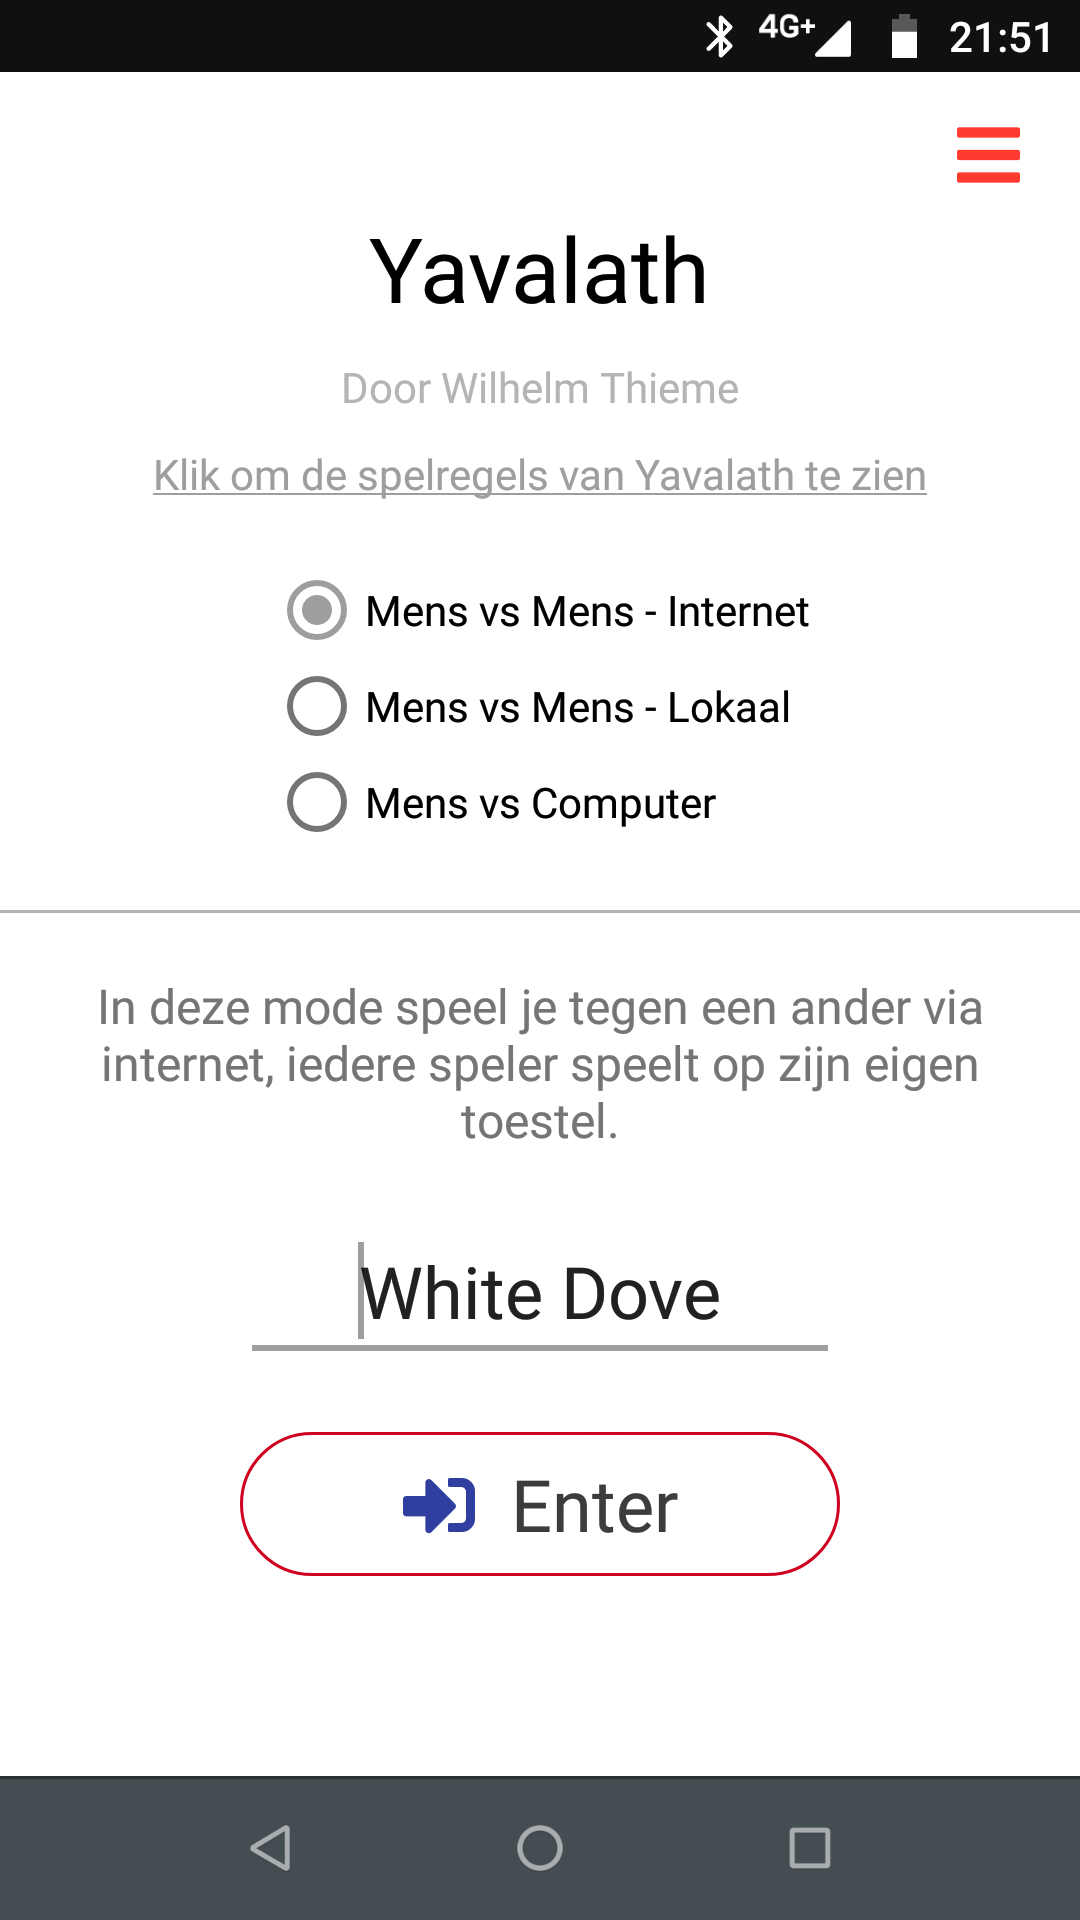 4G+ 21:51
Yavalath
Door Wilhelm Thieme
Klik om de spelregels van Yavalath te zien
Mens vs Mens - Internet
Mens vs Mens - Lokaal
Mens vs Computer
In deze mode speel je tegen een ander via
internet, iedere speler speelt op zijn eigen
toestel.
White Dove
Enter